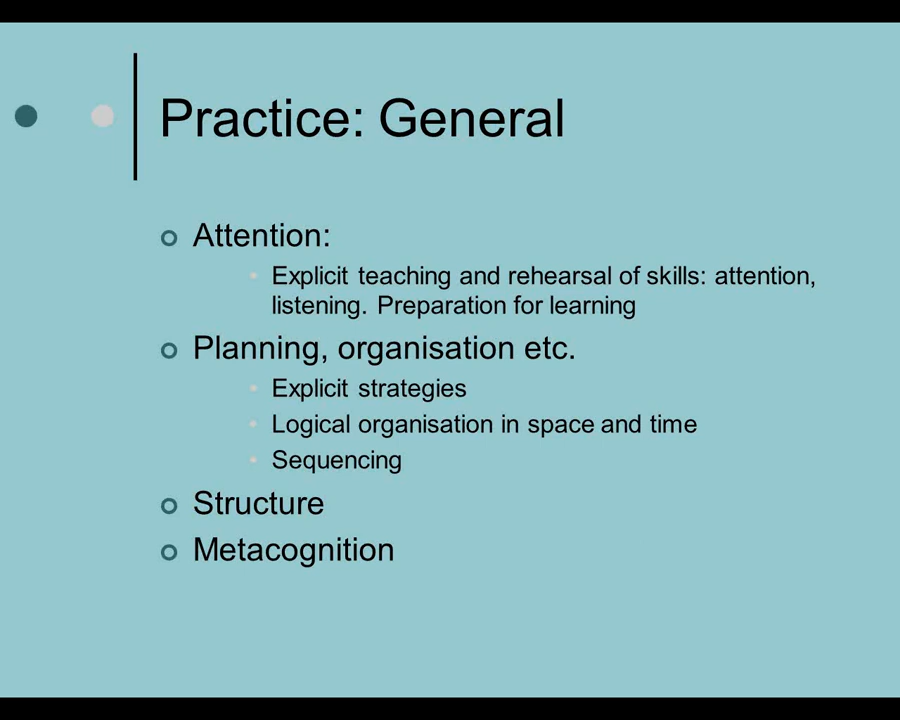 Practice: General
Attention:
Explicit teaching and rehearsal of skills: attention,
listening. Preparation for learning
Planning, organisation etc.
Explicit strategies
Logical organisation in space and time
Sequencing
Structure
Metacognition